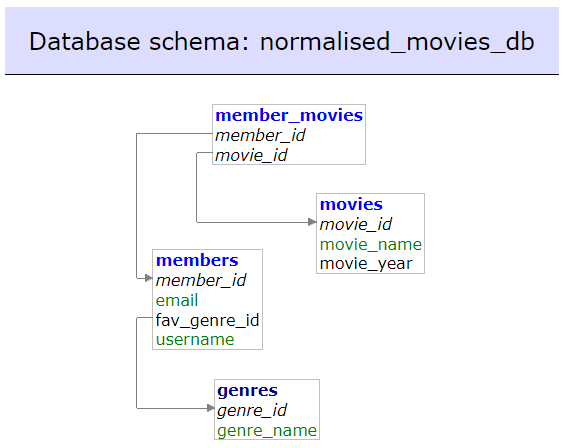 Database schema: normalised_movies_db
member_movies
member_id
movie_id
movies
movie_id
movie_name
movie_year
members
member_id
email
fav_genre_id
username
genres
genre_id
genre_name